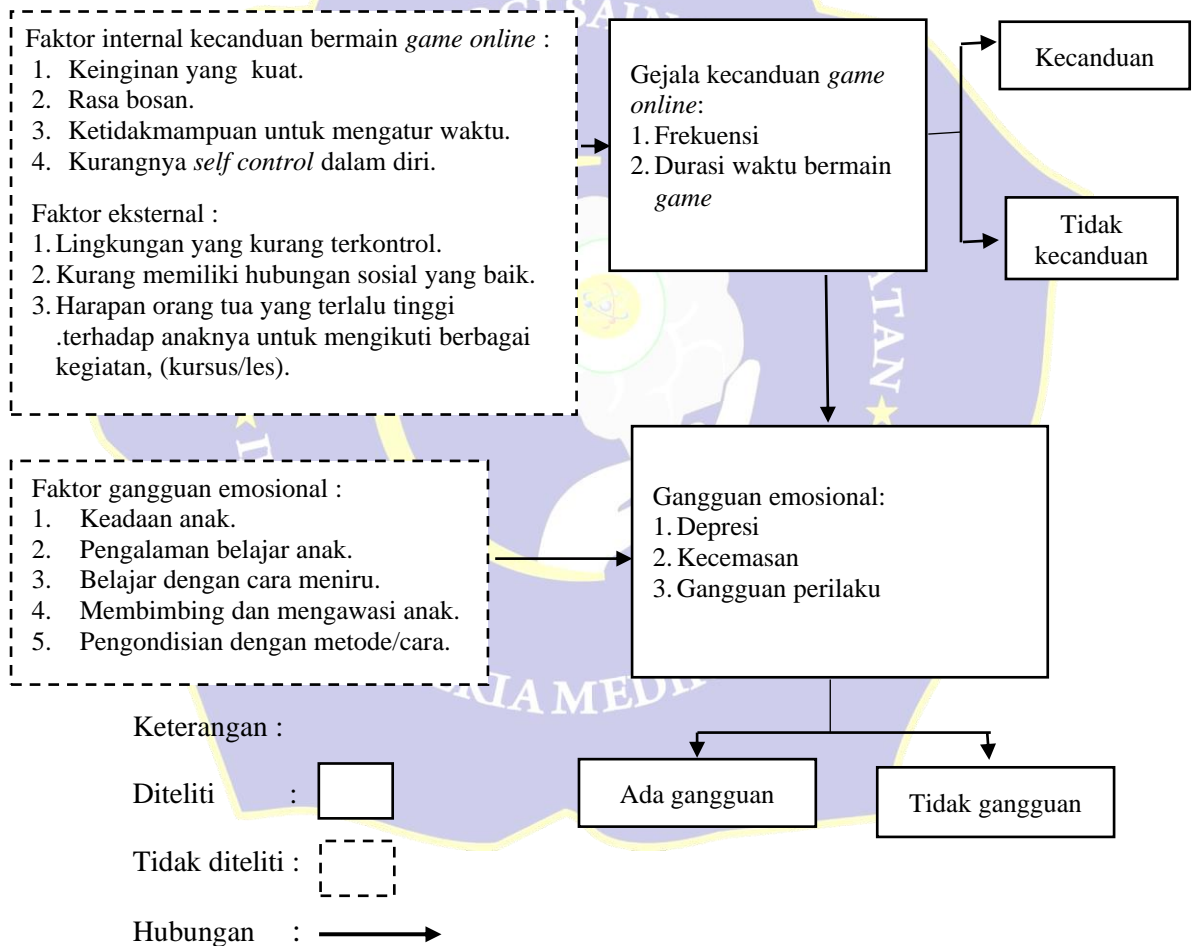 Faktor internal kecanduan bermain game online :
1. Keinginan yang kuat.
2. Rasa bosan.
3. Ketidakmampuan untuk mengatur waktu.
4. Kurangnya self control dalam diri.
Faktor eksternal :
1. Lingkungan yang kurang terkontrol.
2. Kurang memiliki hubungan sosial yang baik.
3. Harapan orang tua yang terlalu tinggi
.terhadap anaknya untuk mengikuti berbagai
kegiatan, (kursus/les).
Gejala kecanduan game
online:
1. Frekuensi
2. Durasi waktu bermain
game
Kecanduan
Tidak
kecanduan
Faktor gangguan emosional :
1. Keadaan anak.
2. Pengalaman belajar anak.
3. Belajar dengan cara meniru.
4. Membimbing dan mengawasi anak.
5. Pengondisian dengan metode/cara.
Gangguan emosional:
1. Depresi
2. Kecemasan
3. Gangguan perilaku
Ada gangguan
Tidak gangguan
Keterangan :
Diteliti :
Tidak diteliti :
Hubungan :